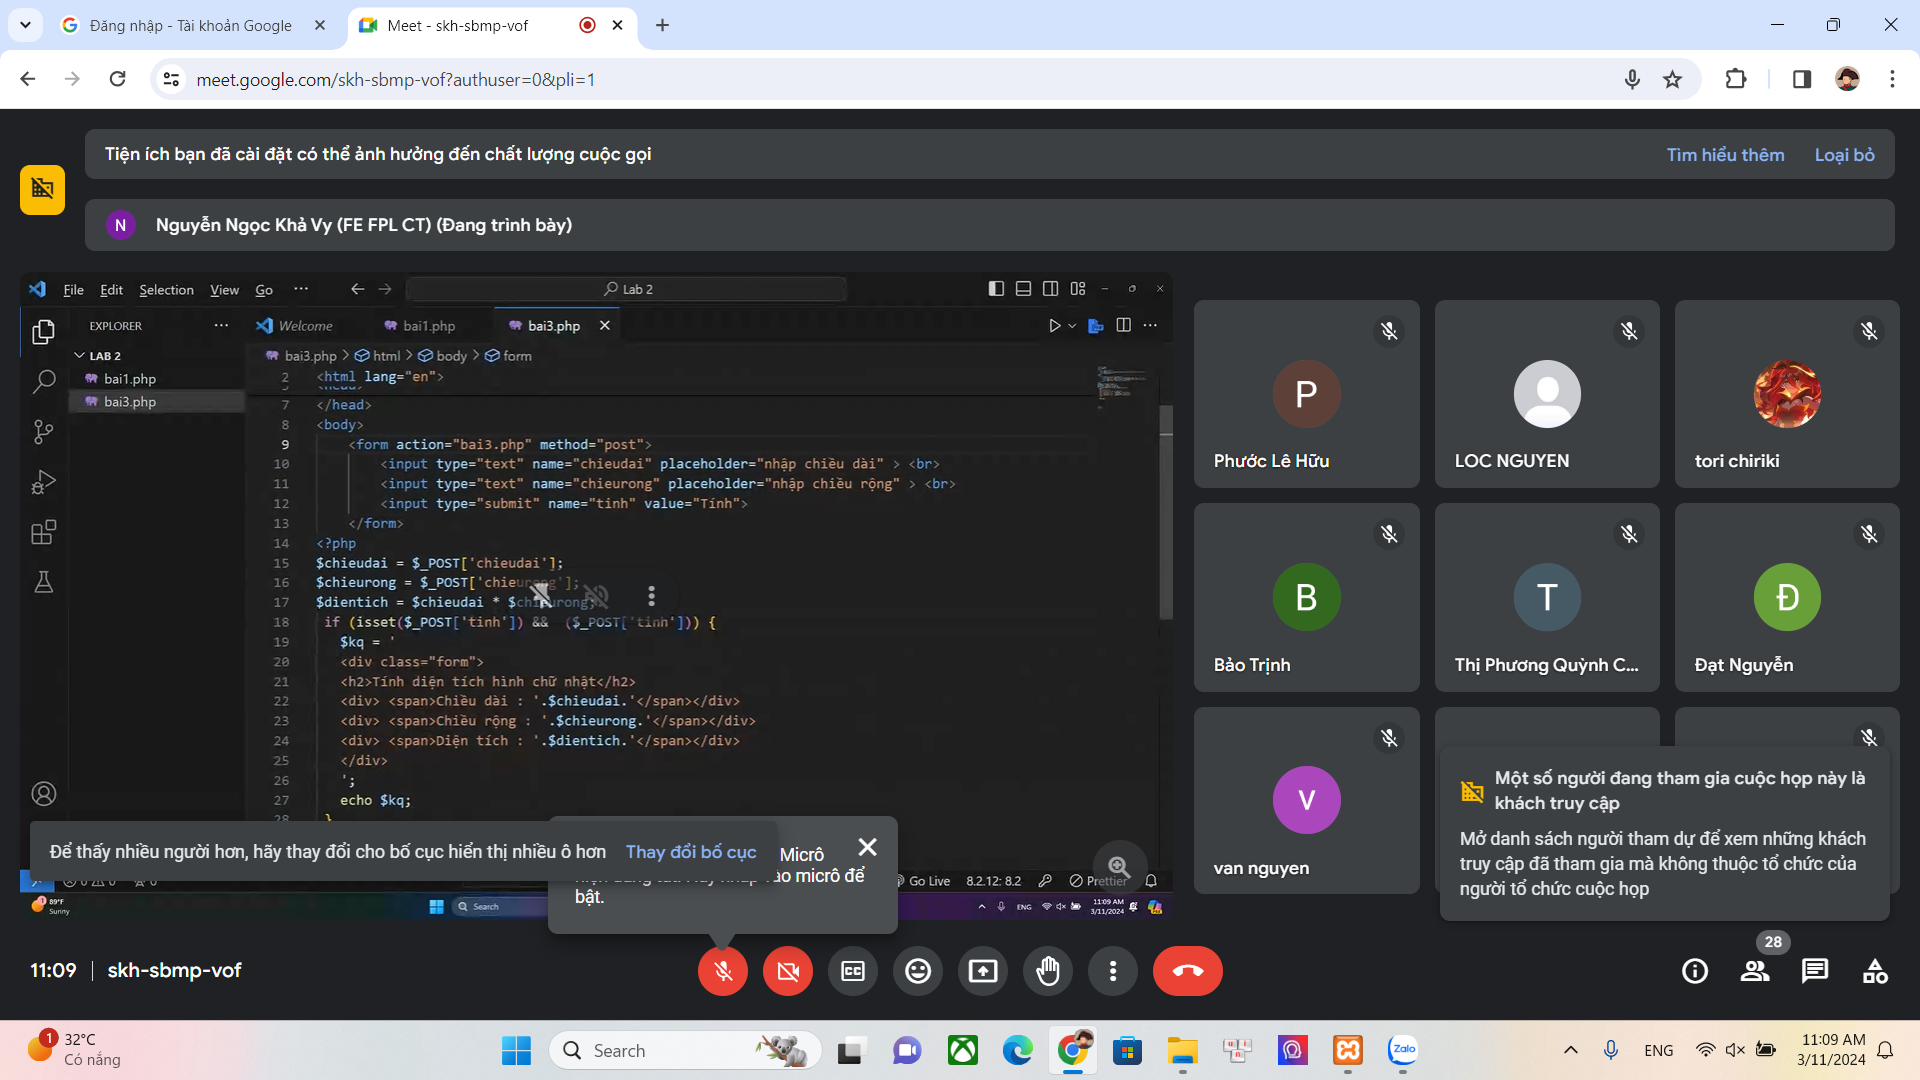 Đăng nhập - Tài khoản Google
Meet - skh-sbmp-vof
meet.google.com/skh-sbmp-vof?authuser=0&pli=1
Tiện ích bạn đã cài đặt có thể ảnh hưởng đến chất lượng cuộc gọi
Tìm hiểu thêm
Loại bỏ
N
Nguyễn Ngọc Khả Vy (FE FPL CT) (Đang trình bày)
File Edit Selection View Go ···
Lab 2
EXPLORER
Welcome
bai1.php
bai3.php
LAB 2
bai1.php
bai3.php
bai3.php > html > body > form
2 <html lang="en">
7 </head>
8 <body>
9 <form action="bai3.php" method="post">
10 <input type="text" name="chieudai" placeholder="nhập chiều dài" > <br>
11 <input type="text" name="chieurong" placeholder="nhập chiều rộng" > <br>
12 <input type="submit" name="tinh" value="Tính">
13 </form>
14 <?php
15 $chieudai = $_POST['chieudai'];
16 $chieurong = $_POST['chieurong'];
17 $dientich = $chieudai * $chieurong;
18 if (isset($_POST['tinh']) && ($_POST['tinh'])) {
19 $kq = '
20 <div class="form">
21 <h2>Tính diện tích hình chữ nhật</h2>
22 <div> <span>Chiều dài : '.$chieudai.'</span></div>
23 <div> <span>Chiều rộng : '.$chieurong.'</span></div>
24 <div> <span>Diện tích : '.$dientich.'</span></div>
25 </div>
26 ';
27 echo $kq;
28 }
Để thấy nhiều người hơn, hãy thay đổi cho bố cục hiển thị nhiều ô hơn
Thay đổi bố cục
Micrô
vào micrô để
bật.
Go Live
8.2.12: 8.2
Prettier
89°F
Sunny
Search
ENG
11:09 AM
3/11/2024
P
Phước Lê Hữu
LOC NGUYEN
tori chiriki
B
Bảo Trịnh
T
Thị Phương Quỳnh C...
Đ
Đạt Nguyễn
V
van nguyen
Một số người đang tham gia cuộc họp này là
khách truy cập
Mở danh sách người tham dự để xem những khách
truy cập đã tham gia mà không thuộc tổ chức của
người tổ chức cuộc họp
11:09
skh-sbmp-vof
28
1
32°C
Có nắng
Search
Zalo
ENG
11:09 AM
3/11/2024